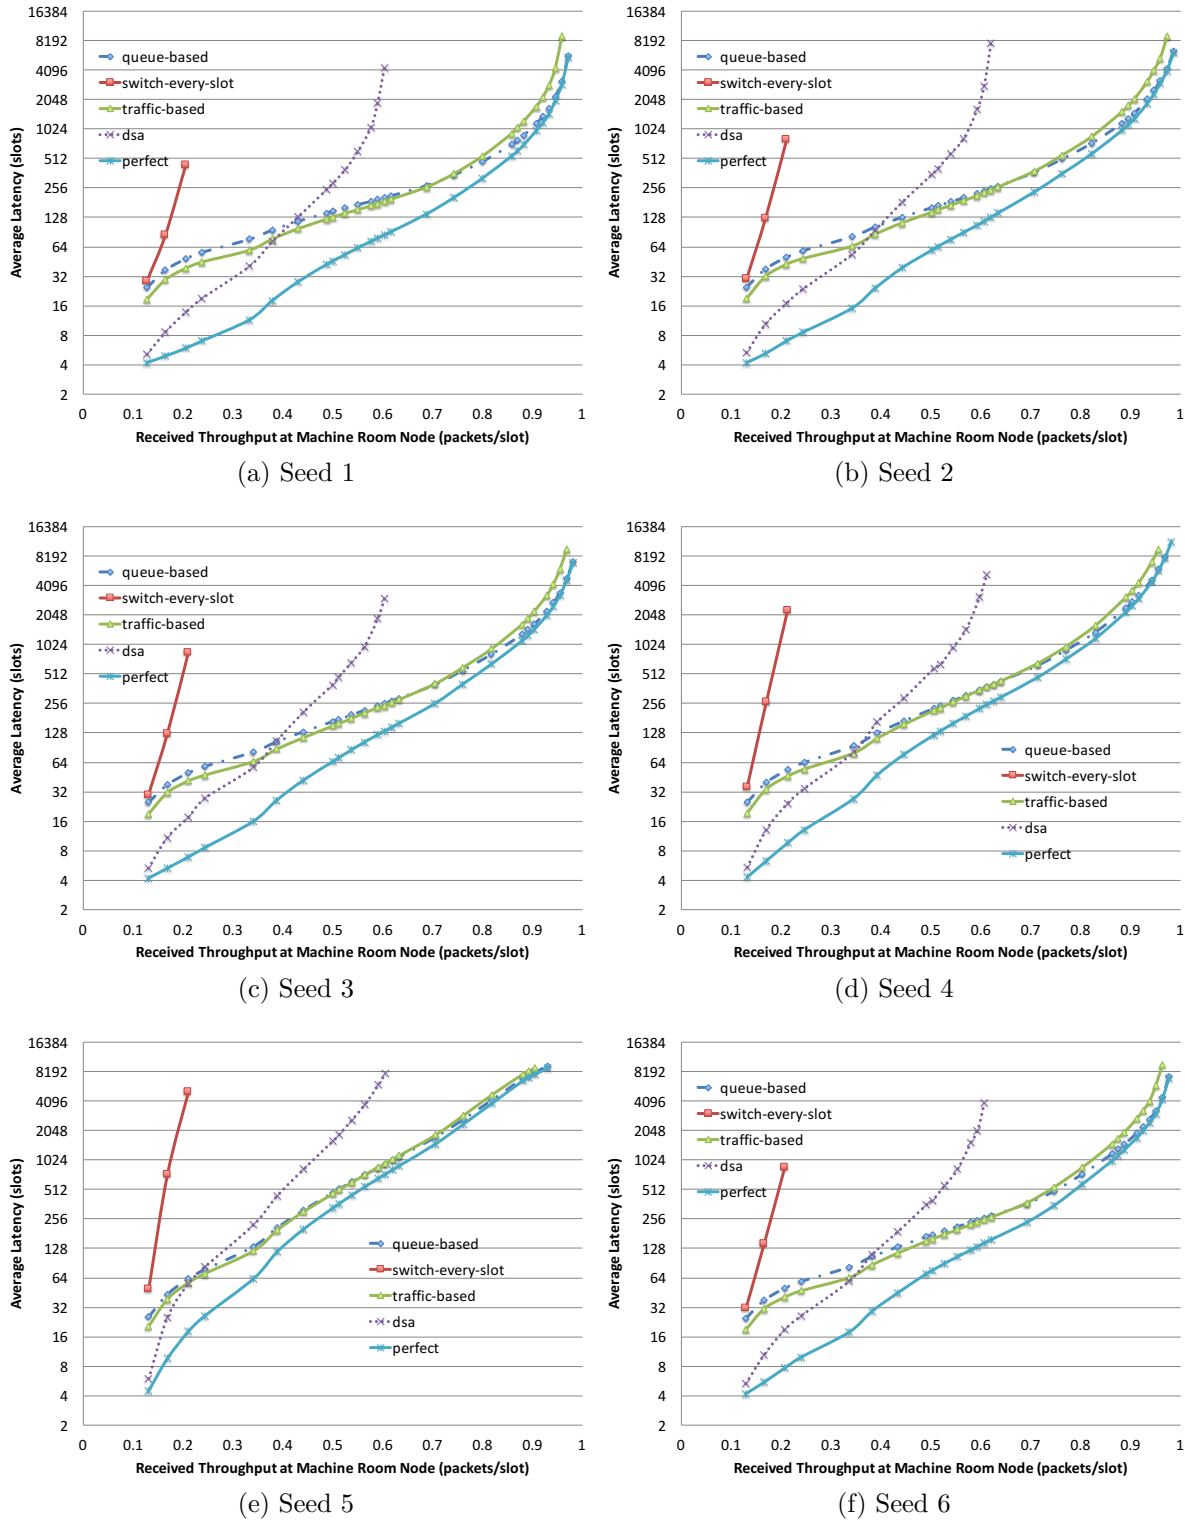 16384
8192
4096
2048
1024
512
256
128
64
32
16
8
4
2
Average Latency (slots)
queue-based
switch-every-slot
traffic-based
dsa
perfect
0 0.1 0.2 0.3 0.4 0.5 0.6 0.7 0.8 0.9 1
Received Throughput at Machine Room Node (packets/slot)
(a) Seed 1
16384
8192
4096
2048
1024
512
256
128
64
32
16
8
4
2
Average Latency (slots)
queue-based
switch-every-slot
traffic-based
dsa
perfect
0 0.1 0.2 0.3 0.4 0.5 0.6 0.7 0.8 0.9 1
Received Throughput at Machine Room Node (packets/slot)
(b) Seed 2
16384
8192
4096
2048
1024
512
256
128
64
32
16
8
4
2
Average Latency (slots)
queue-based
switch-every-slot
traffic-based
dsa
perfect
0 0.1 0.2 0.3 0.4 0.5 0.6 0.7 0.8 0.9 1
Received Throughput at Machine Room Node (packets/slot)
(c) Seed 3
16384
8192
4096
2048
1024
512
256
128
64
32
16
8
4
2
Average Latency (slots)
queue-based
switch-every-slot
traffic-based
dsa
perfect
0 0.1 0.2 0.3 0.4 0.5 0.6 0.7 0.8 0.9 1
Received Throughput at Machine Room Node (packets/slot)
(d) Seed 4
16384
8192
4096
2048
1024
512
256
128
64
32
16
8
4
2
Average Latency (slots)
queue-based
switch-every-slot
traffic-based
dsa
perfect
0 0.1 0.2 0.3 0.4 0.5 0.6 0.7 0.8 0.9 1
Received Throughput at Machine Room Node (packets/slot)
(e) Seed 5
16384
8192
4096
2048
1024
512
256
128
64
32
16
8
4
2
Average Latency (slots)
queue-based
switch-every-slot
traffic-based
dsa
perfect
0 0.1 0.2 0.3 0.4 0.5 0.6 0.7 0.8 0.9 1
Received Throughput at Machine Room Node (packets/slot)
(f) Seed 6